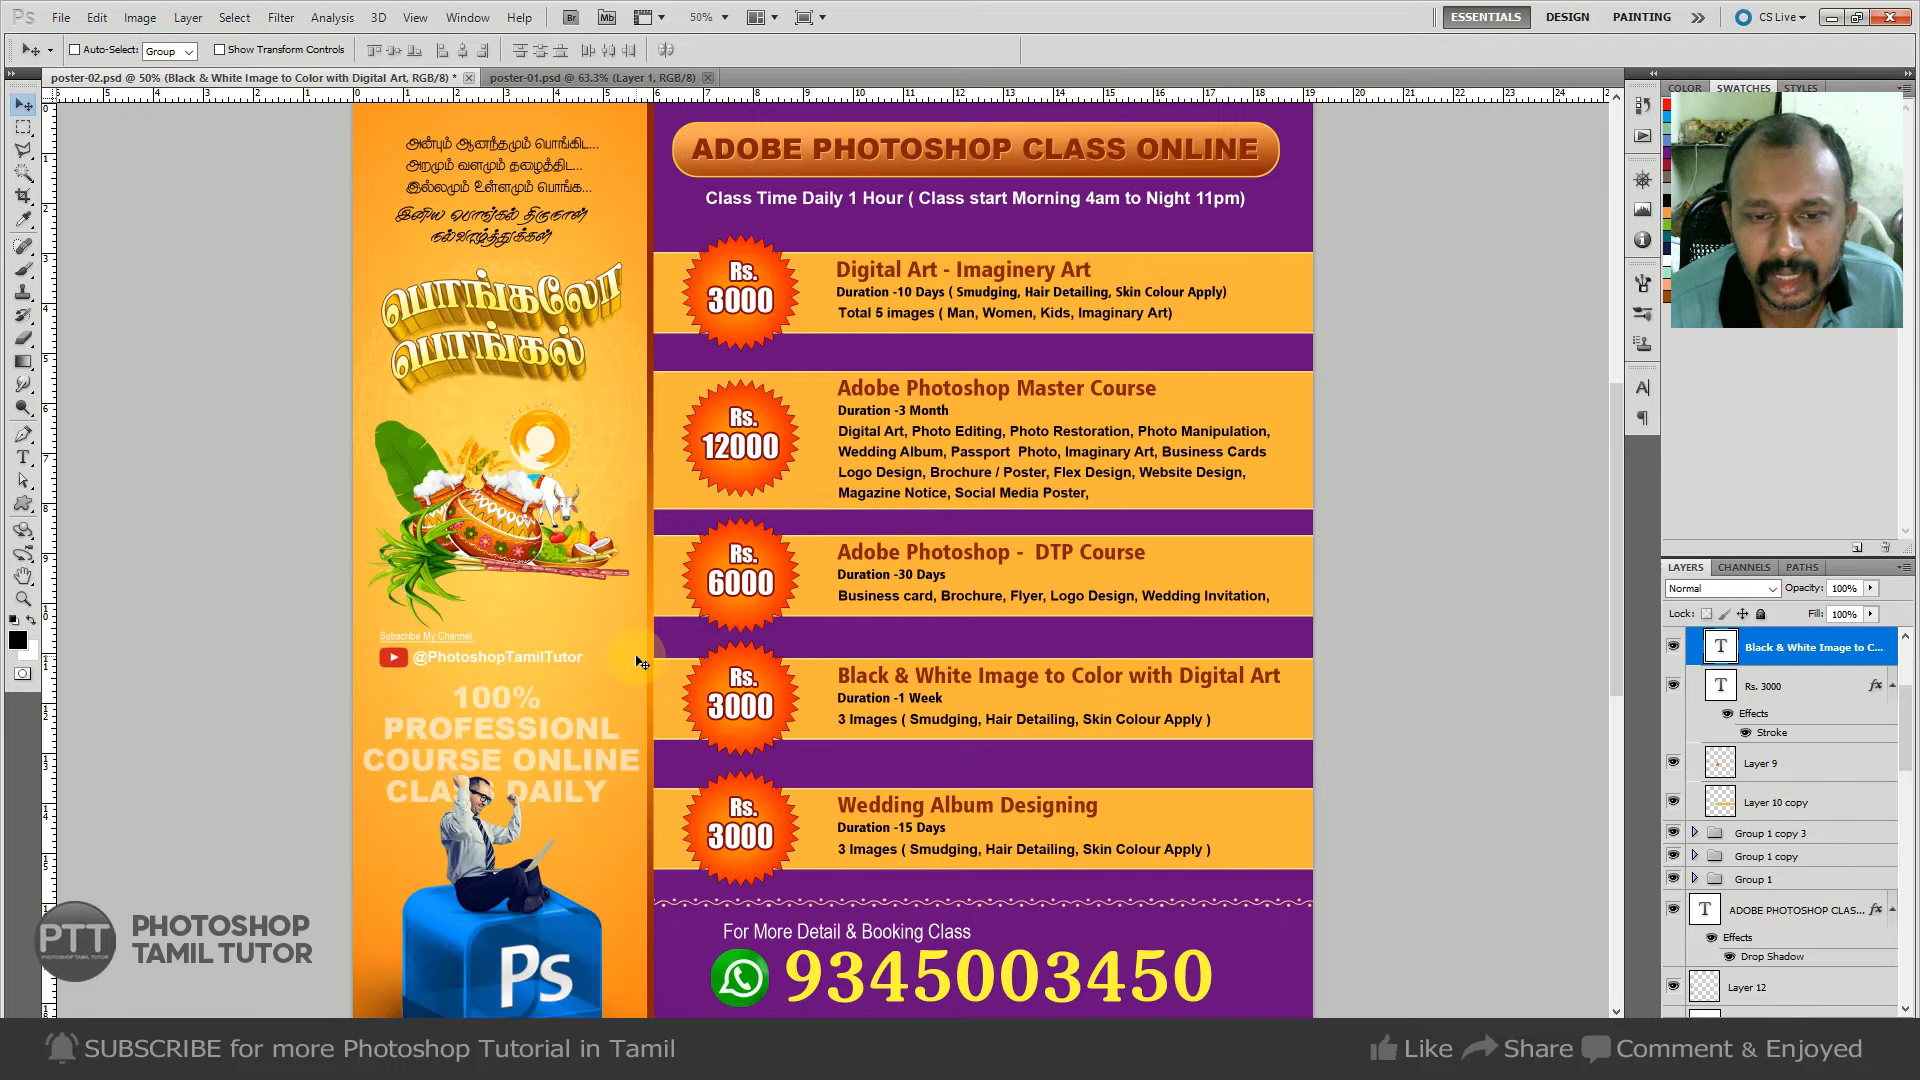 Ps File Edit Image Layer Select Filter Analysis 3D View Window Help Br Mb 50% ESSENTIALS DESIGN PAINTING CS Live
Auto-Select: Group Show Transform Controls
poster-02.psd @ 50% (Black & White Image to Color with Digital Art, RGB/8) * poster-01.psd @ 63.3% (Layer 1, RGB/8)
COLOR SWATCHES STYLES
அன்பும் ஆனந்தமும் பொங்கிட...
அறமும் வளமும் தழைத்திட...
இல்லமும் உள்ளமும் பொங்க...
இனிய பொங்கல் திருநாள்
நல்வாழ்த்துக்கள்
பொங்கலோ
பொங்கல்
Subscribe My Channel
@PhotoshopTamilTutor
100%
PROFESSIONL
COURSE ONLINE
CLASS DAILY
Ps
ADOBE PHOTOSHOP CLASS ONLINE
Class Time Daily 1 Hour ( Class start Morning 4am to Night 11pm)
Rs.
3000
Digital Art - Imaginery Art
Duration -10 Days ( Smudging, Hair Detailing, Skin Colour Apply)
Total 5 images ( Man, Women, Kids, Imaginary Art)
Rs.
12000
Adobe Photoshop Master Course
Duration -3 Month
Digital Art, Photo Editing, Photo Restoration, Photo Manipulation,
Wedding Album, Passport Photo, Imaginary Art, Business Cards
Logo Design, Brochure / Poster, Flex Design, Website Design,
Magazine Notice, Social Media Poster,
Rs.
6000
Adobe Photoshop - DTP Course
Duration -30 Days
Business card, Brochure, Flyer, Logo Design, Wedding Invitation,
Rs.
3000
Black & White Image to Color with Digital Art
Duration -1 Week
3 Images ( Smudging, Hair Detailing, Skin Colour Apply )
Rs.
3000
Wedding Album Designing
Duration -15 Days
3 Images ( Smudging, Hair Detailing, Skin Colour Apply )
For More Detail & Booking Class
9345003450
LAYERS CHANNELS PATHS
Normal Opacity: 100%
Lock: Fill: 100%
T Black & White Image to C...
T Rs. 3000 fx
Effects
Stroke
Layer 9
Layer 10 copy
Group 1 copy 3
Group 1 copy
Group 1
T ADOBE PHOTOSHOP CLAS... fx
Effects
Drop Shadow
Layer 12
PTT
PHOTOSHOP TAMIL TUTOR
PHOTOSHOP
TAMIL TUTOR
SUBSCRIBE for more Photoshop Tutorial in Tamil
Like Share Comment & Enjoyed